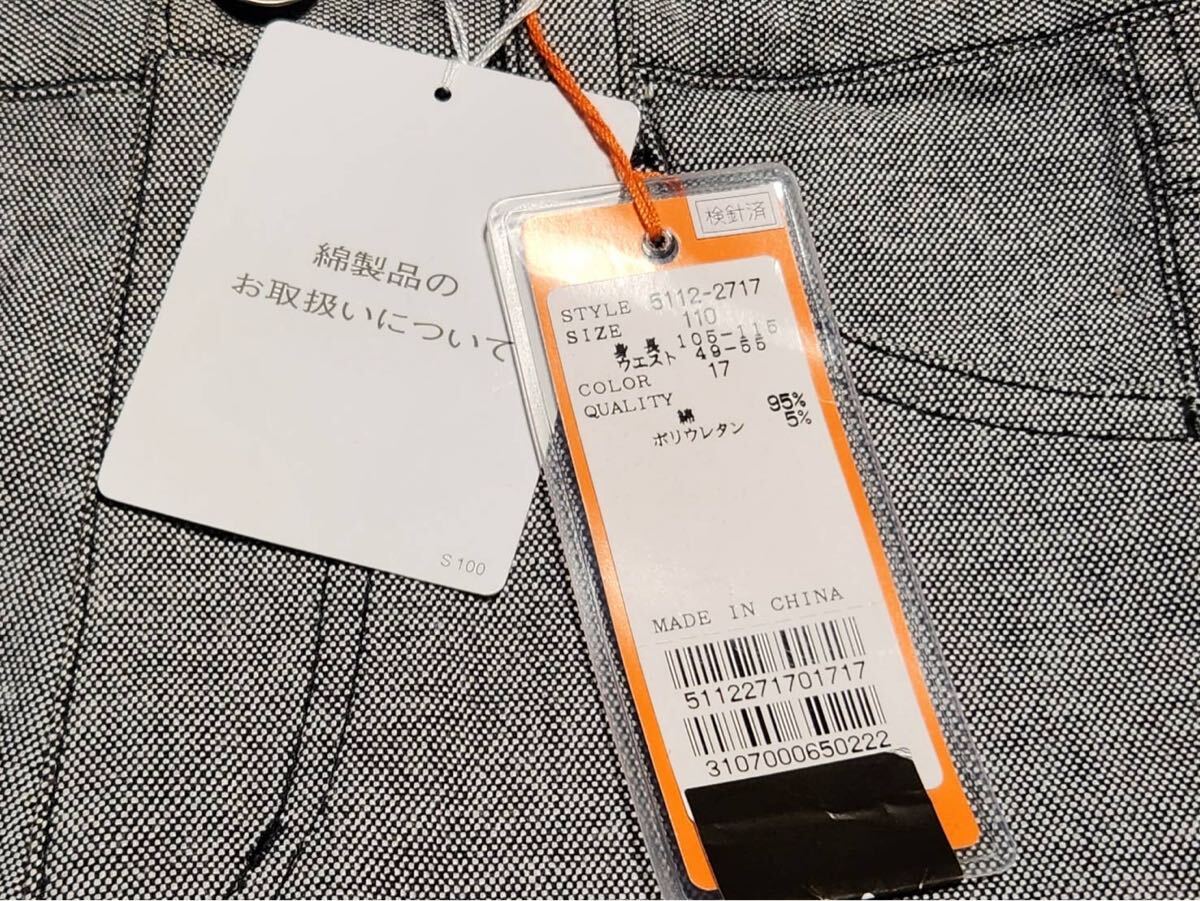 綿製品の
お取扱いについて
S 100
検針済
STYLE 5112-2717
SIZE 110
身長 105-115
ウエスト 49-55
COLOR 17
QUALITY
綿 95%
ポリウレタン 5%
MADE IN CHINA
5112271701717
3107000650222